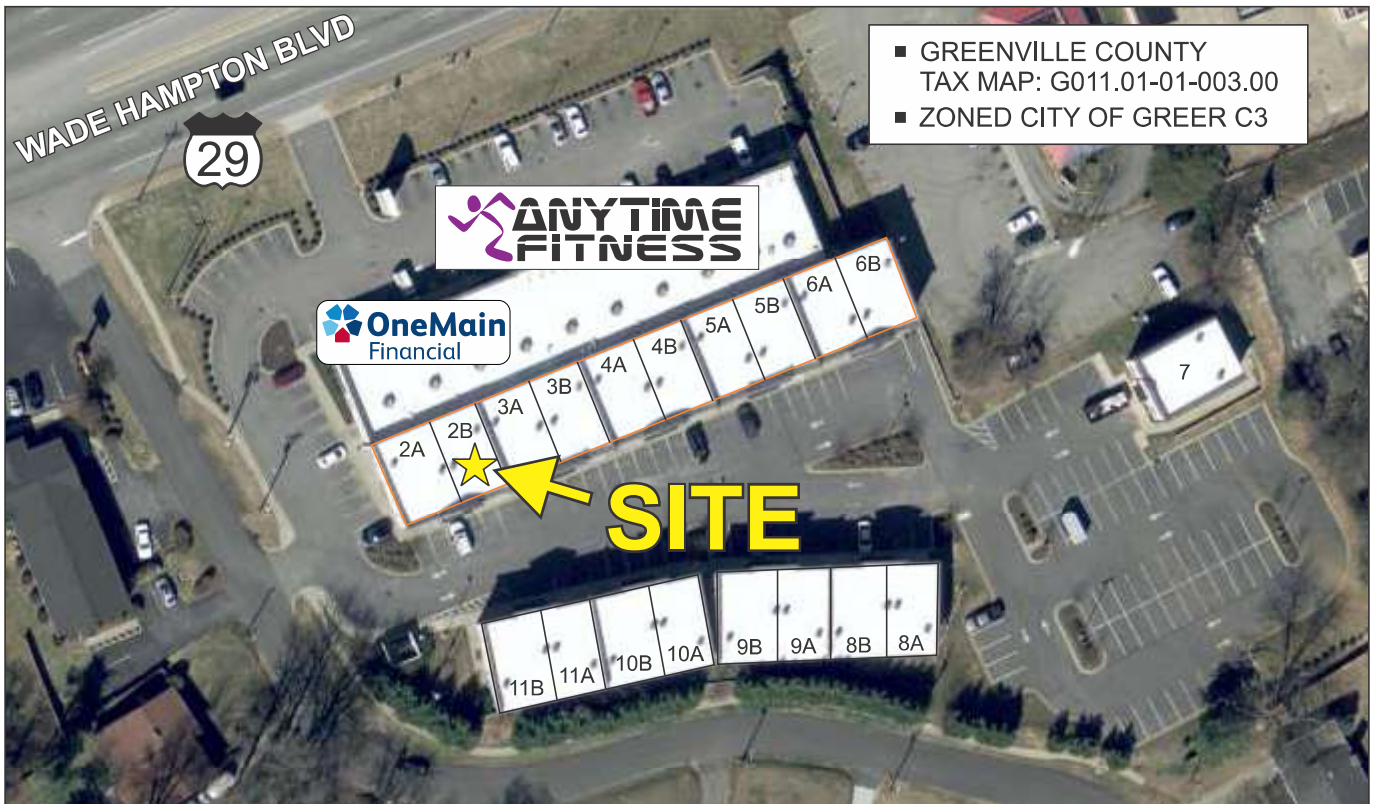 WADE HAMPTON BLVD
29
▪ GREENVILLE COUNTY
TAX MAP: G011.01-01-003.00
▪ ZONED CITY OF GREER C3
ANYTIME
FITNESS
OneMain
Financial
6B
6A
5B
5A
4B
4A
3B
3A
2B
2A
7
SITE
11B
11A
10B
10A
9B
9A
8B
8A